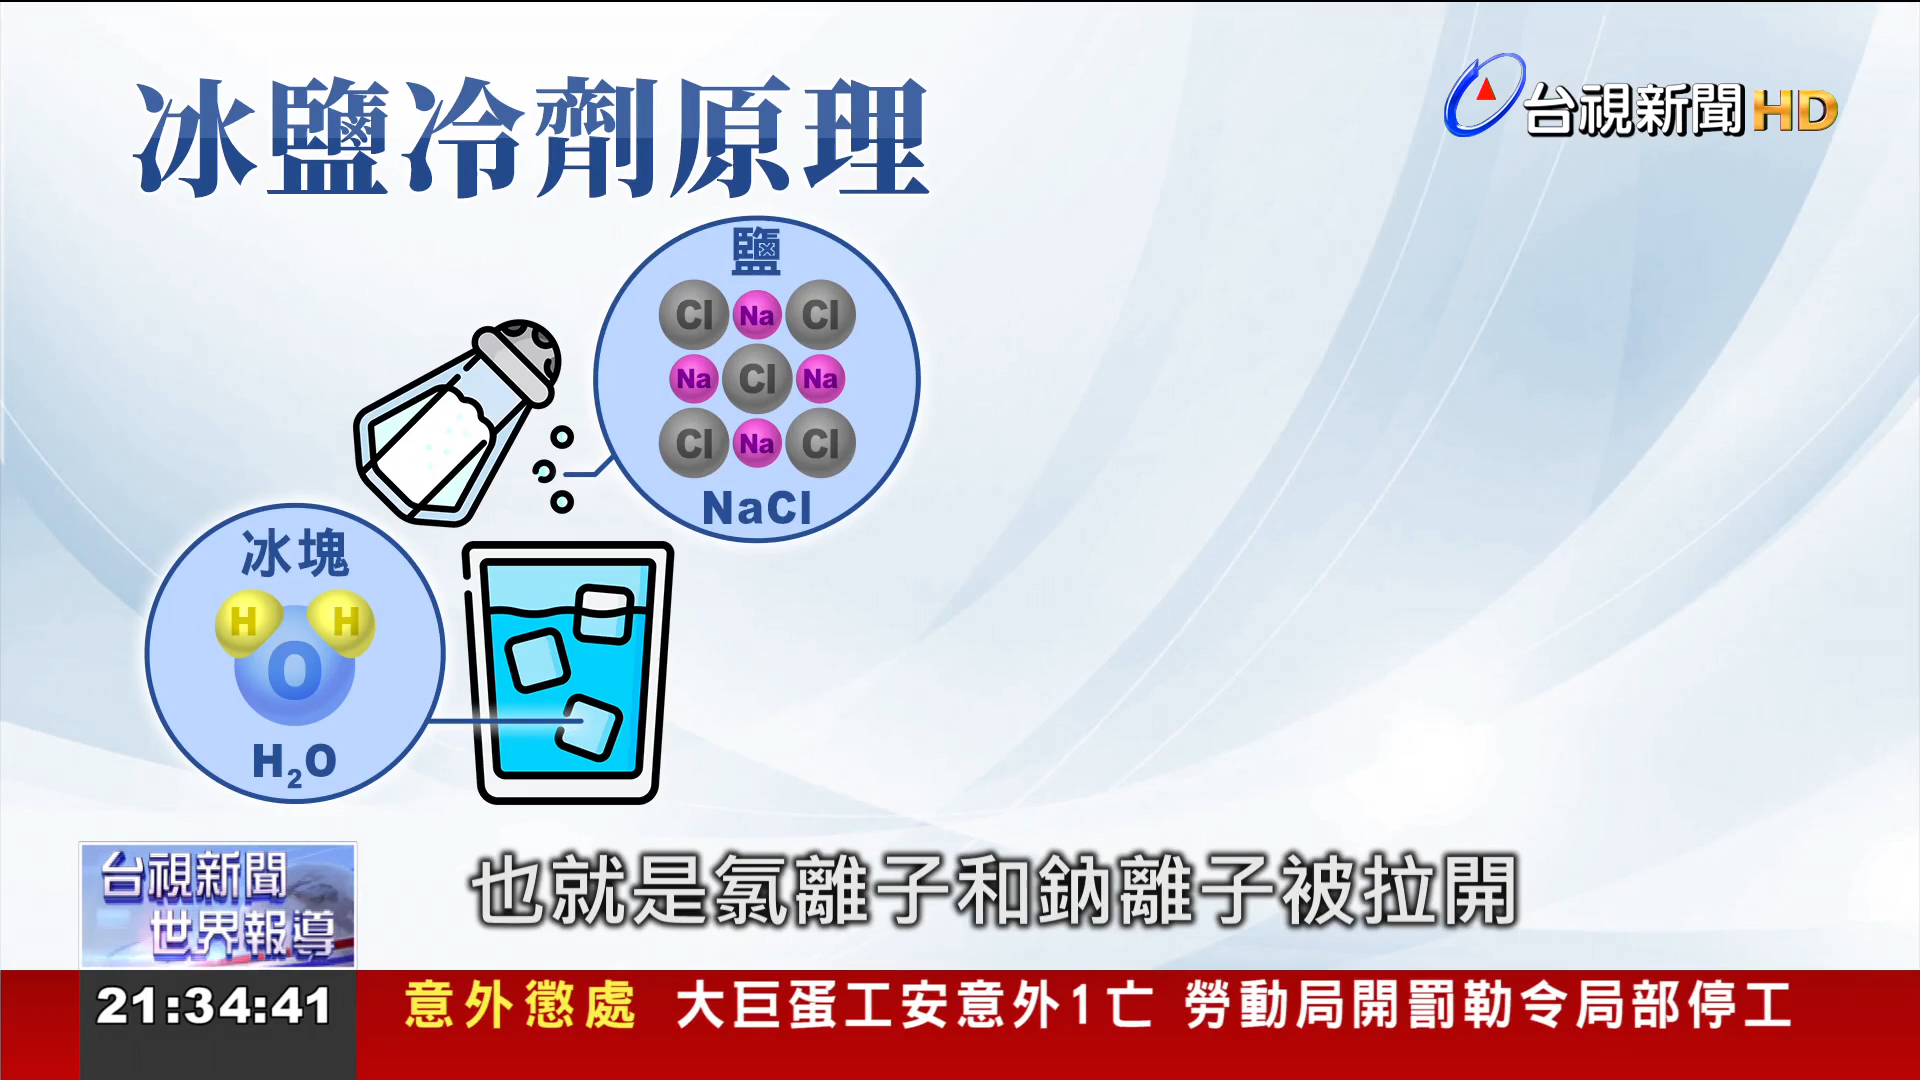 冰鹽冷劑原理
台視新聞HD
鹽
Cl Na Cl
Na Cl Na
Cl Na Cl
NaCl
冰塊
H H
O
H₂O
也就是氯離子和鈉離子被拉開
台視新聞
世界報導
21:34:41
意外懲處 大巨蛋工安意外1亡 勞動局開罰勒令局部停工